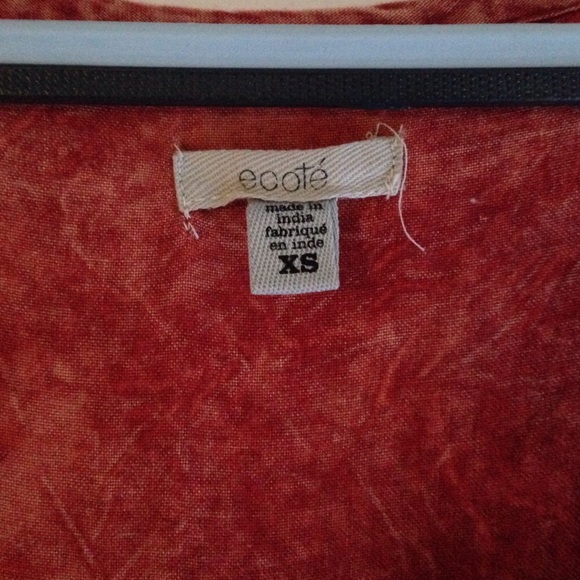 ecoté
made in
india
fabriqué
en inde
XS